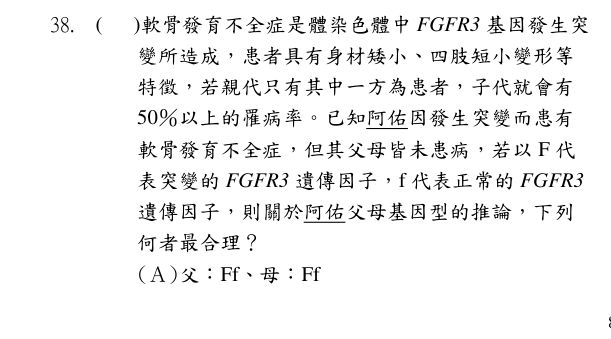 38. (　)軟骨發育不全症是體染色體中 FGFR3 基因發生突
變所造成，患者具有身材矮小、四肢短小變形等
特徵，若親代只有其中一方為患者，子代就會有
50%以上的罹病率。已知阿佑因發生突變而患有
軟骨發育不全症，但其父母皆未患病，若以 F 代
表突變的 FGFR3 遺傳因子，f 代表正常的 FGFR3
遺傳因子，則關於阿佑父母基因型的推論，下列
何者最合理？
(A)父：Ff、母：Ff